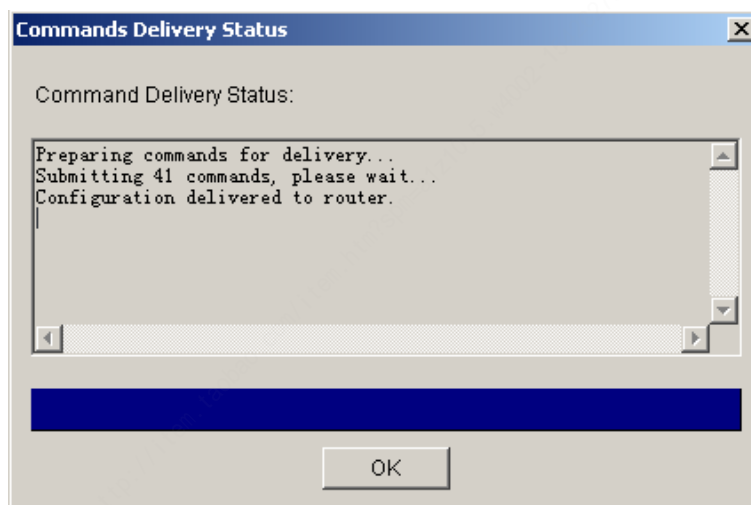 Commands Delivery Status
Command Delivery Status:
Preparing commands for delivery...
Submitting 41 commands, please wait...
Configuration delivered to router.
OK